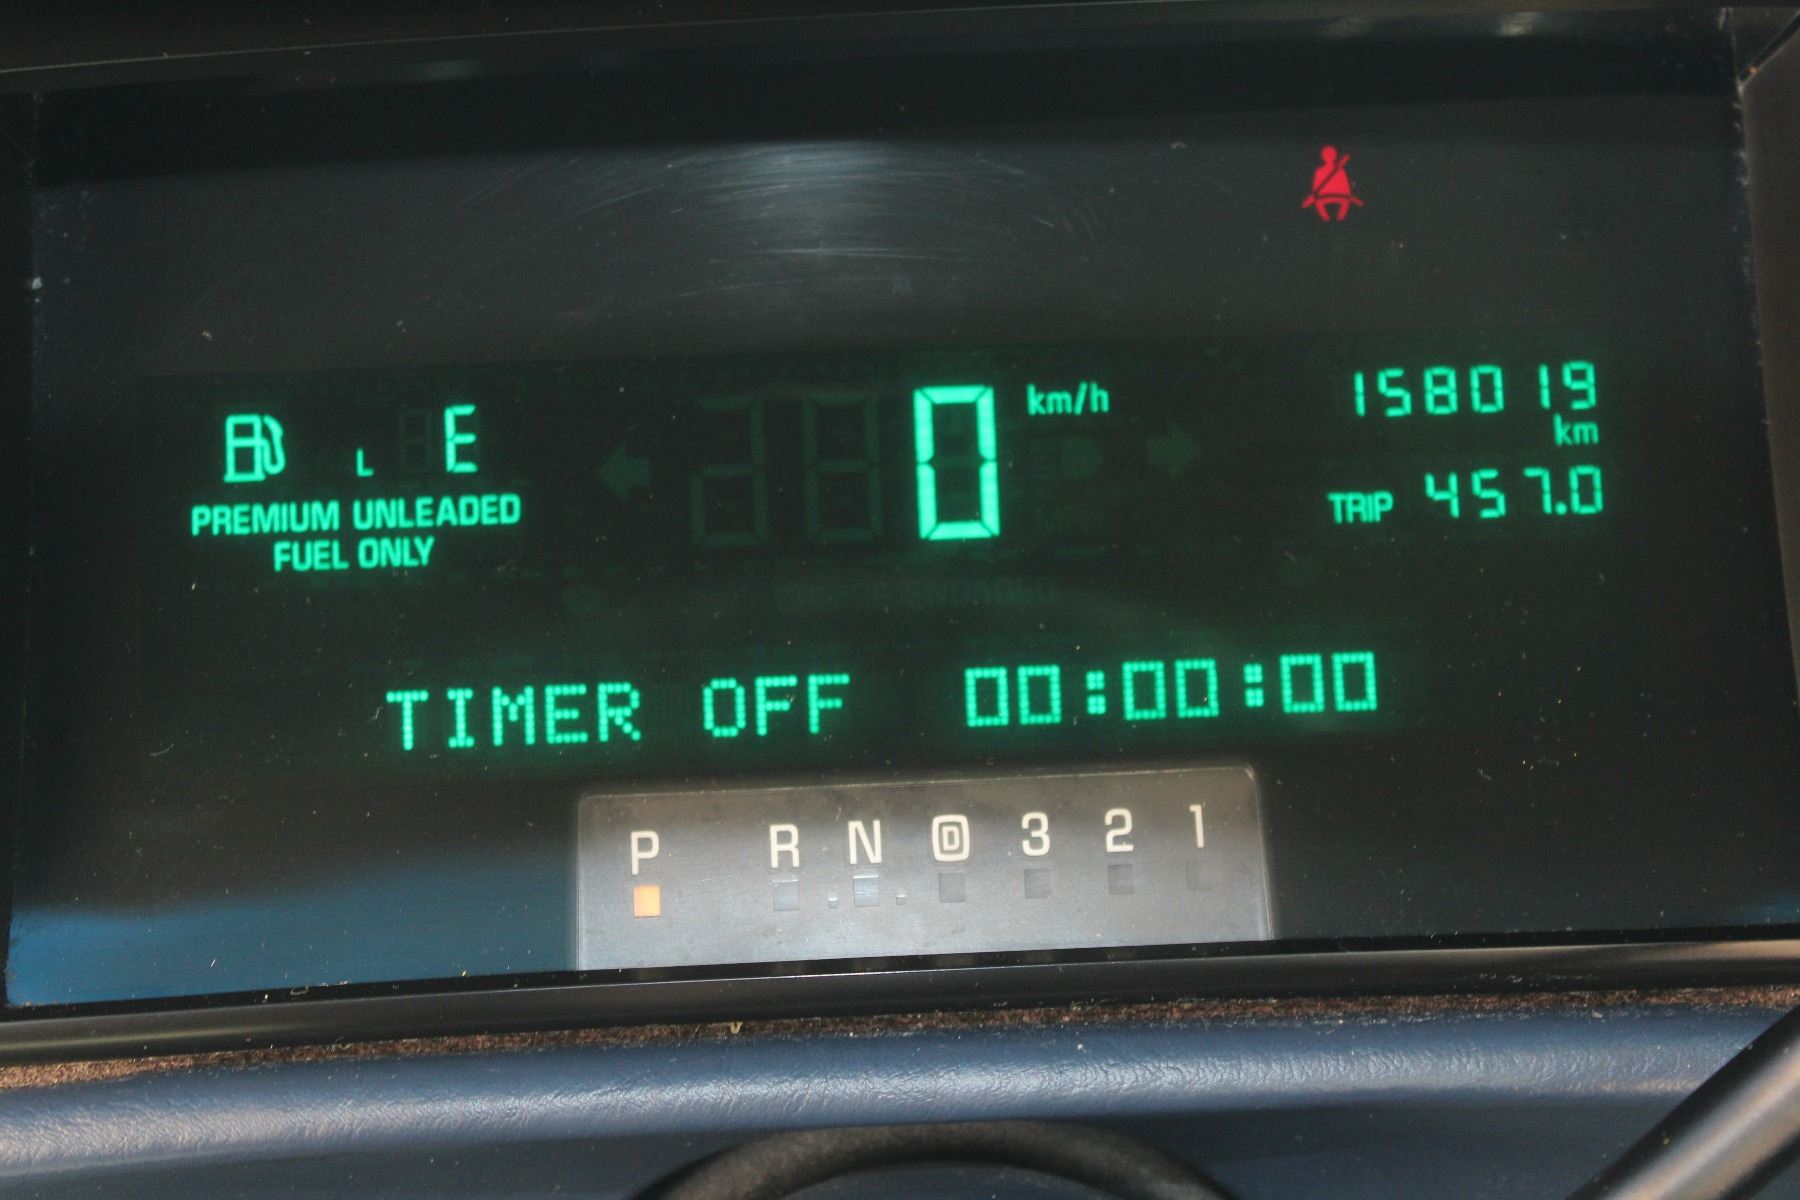 0 km/h
158019
km
L E
TRIP 457.0
PREMIUM UNLEADED
FUEL ONLY
TIMER OFF 00:00:00
P R N D 3 2 1